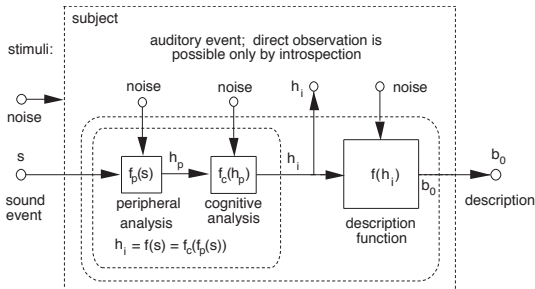 subject
stimuli:
auditory event; direct observation is
possible only by introspection
noise
noise
noise
h_i
noise
s
f_p(s)
h_p
f_c(h_p)
h_i
f(h_i)
b_0
b_0
sound
event
peripheral
analysis
cognitive
analysis
description
function
description
h_i = f(s) = f_c(f_p(s))